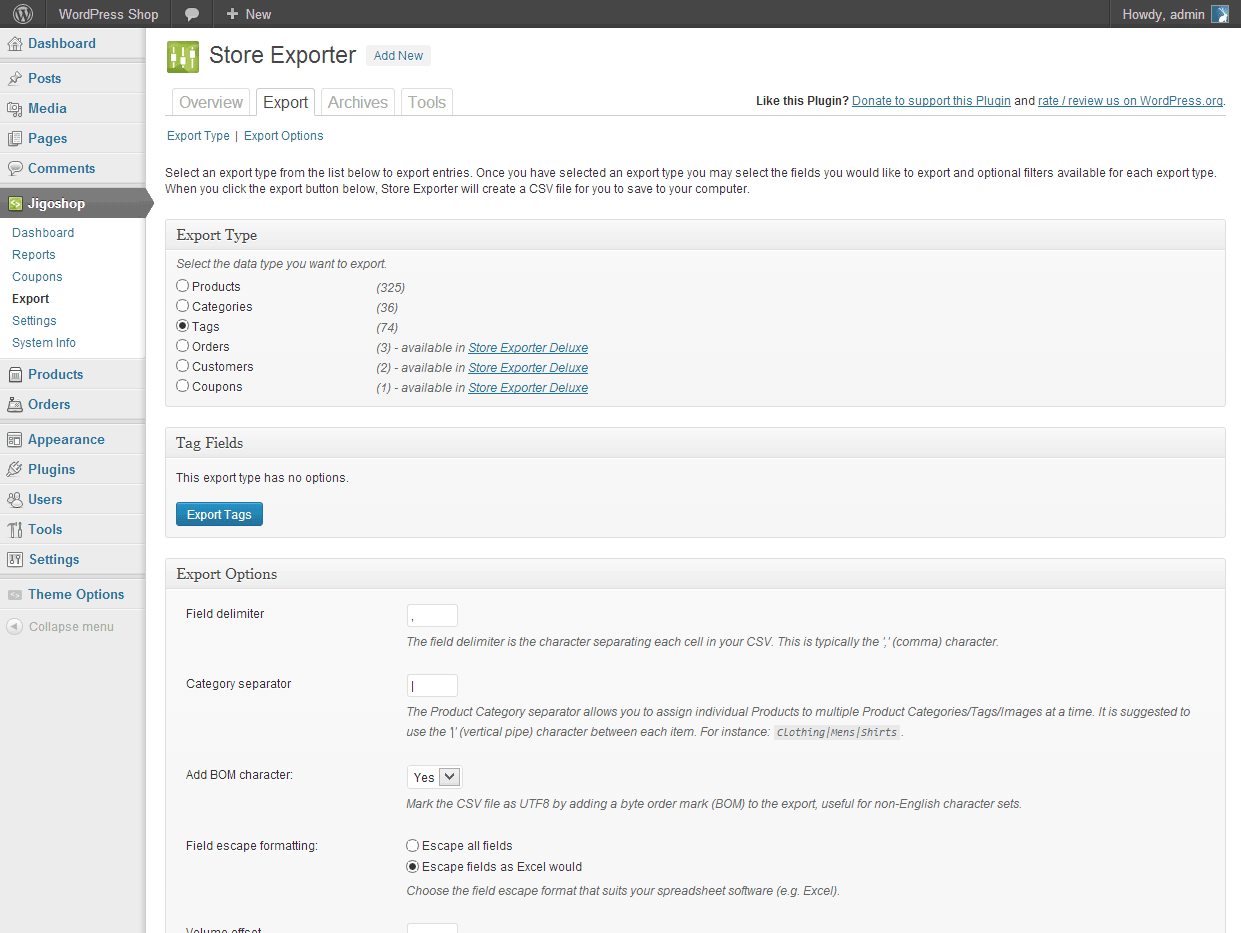 WordPress Shop
New
Howdy, admin
Dashboard
Posts
Media
Pages
Comments
Jigoshop
Dashboard
Reports
Coupons
Export
Settings
System Info
Products
Orders
Appearance
Plugins
Users
Tools
Settings
Theme Options
Collapse menu
Store Exporter
Add New
Overview
Export
Archives
Tools
Like this Plugin? Donate to support this Plugin and rate / review us on WordPress.org.
Export Type | Export Options
Select an export type from the list below to export entries. Once you have selected an export type you may select the fields you would like to export and optional filters available for each export type.
When you click the export button below, Store Exporter will create a CSV file for you to save to your computer.
Export Type
Select the data type you want to export.
Products (325)
Categories (36)
Tags (74)
Orders (3) - available in Store Exporter Deluxe
Customers (2) - available in Store Exporter Deluxe
Coupons (1) - available in Store Exporter Deluxe
Tag Fields
This export type has no options.
Export Tags
Export Options
Field delimiter
,
The field delimiter is the character separating each cell in your CSV. This is typically the ',' (comma) character.
Category separator
|
The Product Category separator allows you to assign individual Products to multiple Product Categories/Tags/Images at a time. It is suggested to
use the '|' (vertical pipe) character between each item. For instance: Clothing|Mens|Shirts.
Add BOM character:
Yes
Mark the CSV file as UTF8 by adding a byte order mark (BOM) to the export, useful for non-English character sets.
Field escape formatting:
Escape all fields
Escape fields as Excel would
Choose the field escape format that suits your spreadsheet software (e.g. Excel).
Volume offset